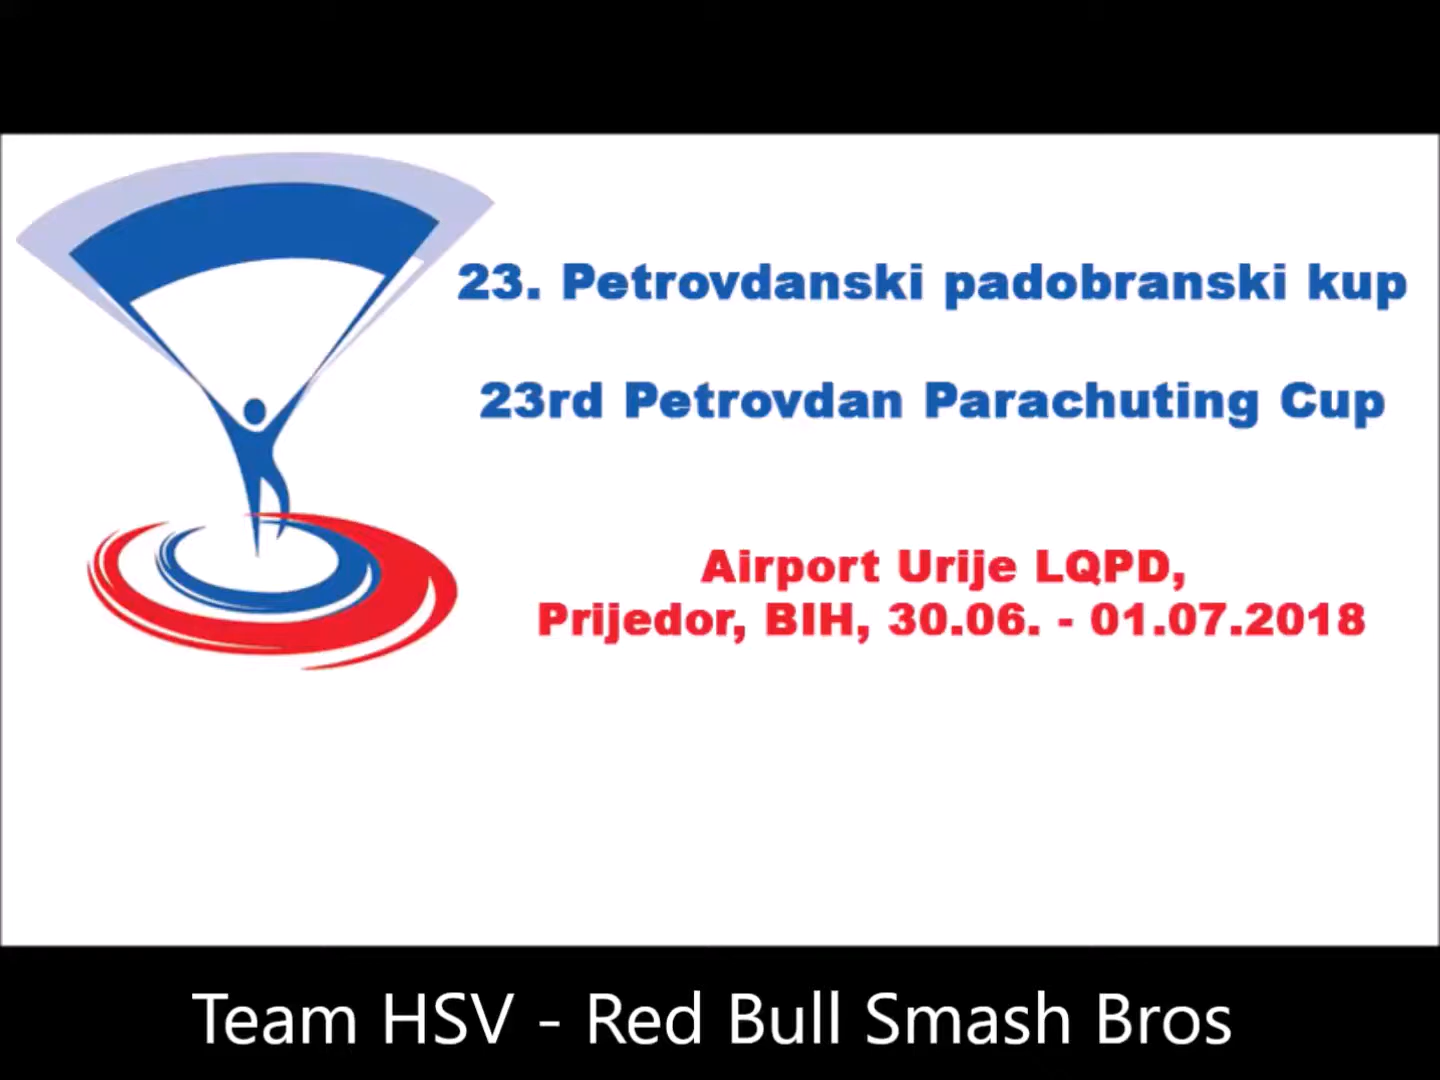 23. Petrovdanski padobranski kup
23rd Petrovdan Parachuting Cup
Airport Urije LQPD,
Prijedor, BIH, 30.06. - 01.07.2018
Team HSV - Red Bull Smash Bros